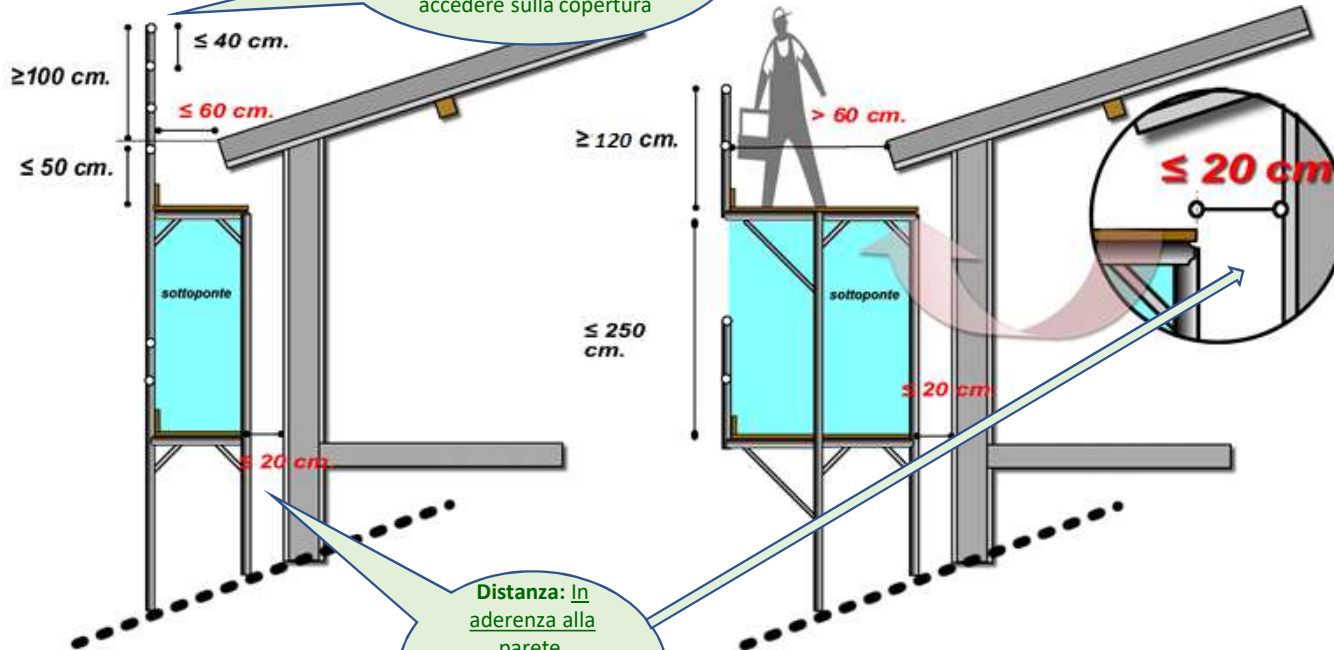 accedere sulla copertura
≤ 40 cm.
≥100 cm.
≤ 60 cm.
≤ 50 cm.
sottoponte
≤ 20 cm.
> 60 cm.
≥ 120 cm.
≤ 20 cm
sottoponte
≤ 250
cm.
≤ 20 cm.
Distanza: In
aderenza alla
parete